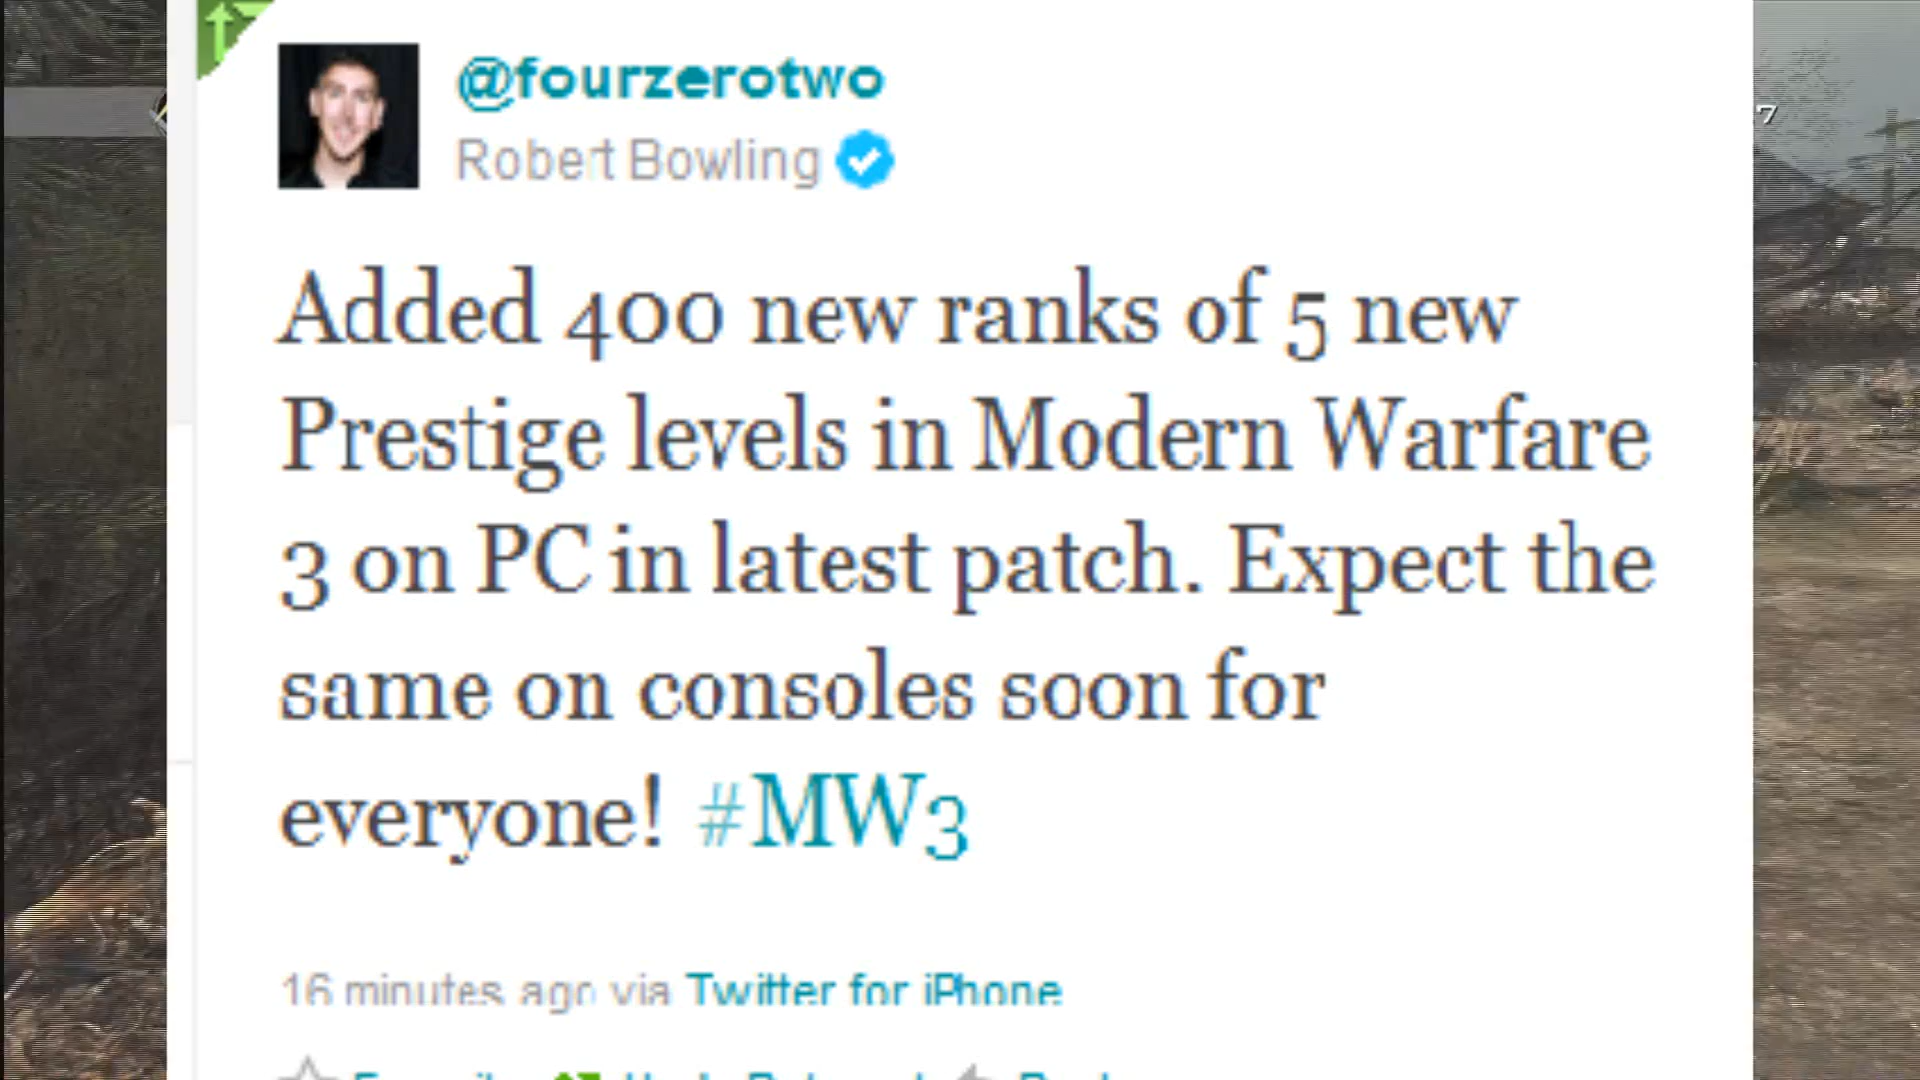 @fourzerotwo
Robert Bowling
7
Added 400 new ranks of 5 new
Prestige levels in Modern Warfare
3 on PC in latest patch. Expect the
same on consoles soon for
everyone! #MW3
16 minutes ago via Twitter for iPhone